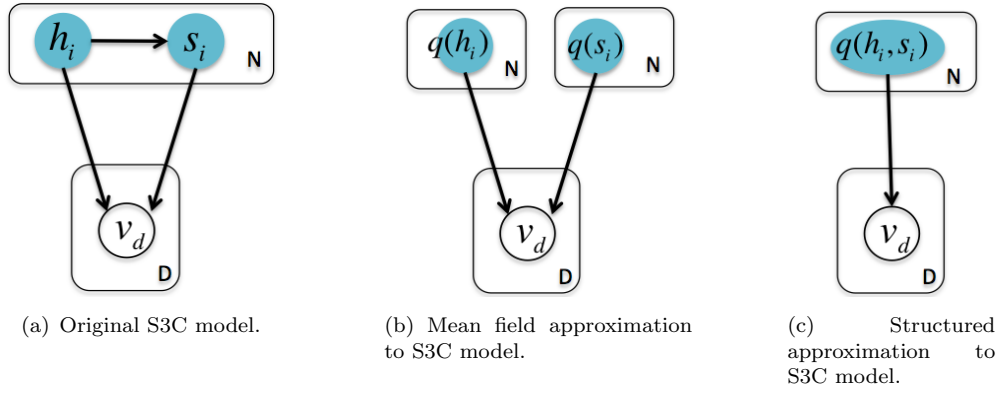 h_i s_i N
v_d
D
q(h_i) N q(s_i) N
v_d
D
q(h_i,s_i)
N
v_d
D
(a) Original S3C model.
(b) Mean field approximation
to S3C model.
(c) Structured
approximation to
S3C model.